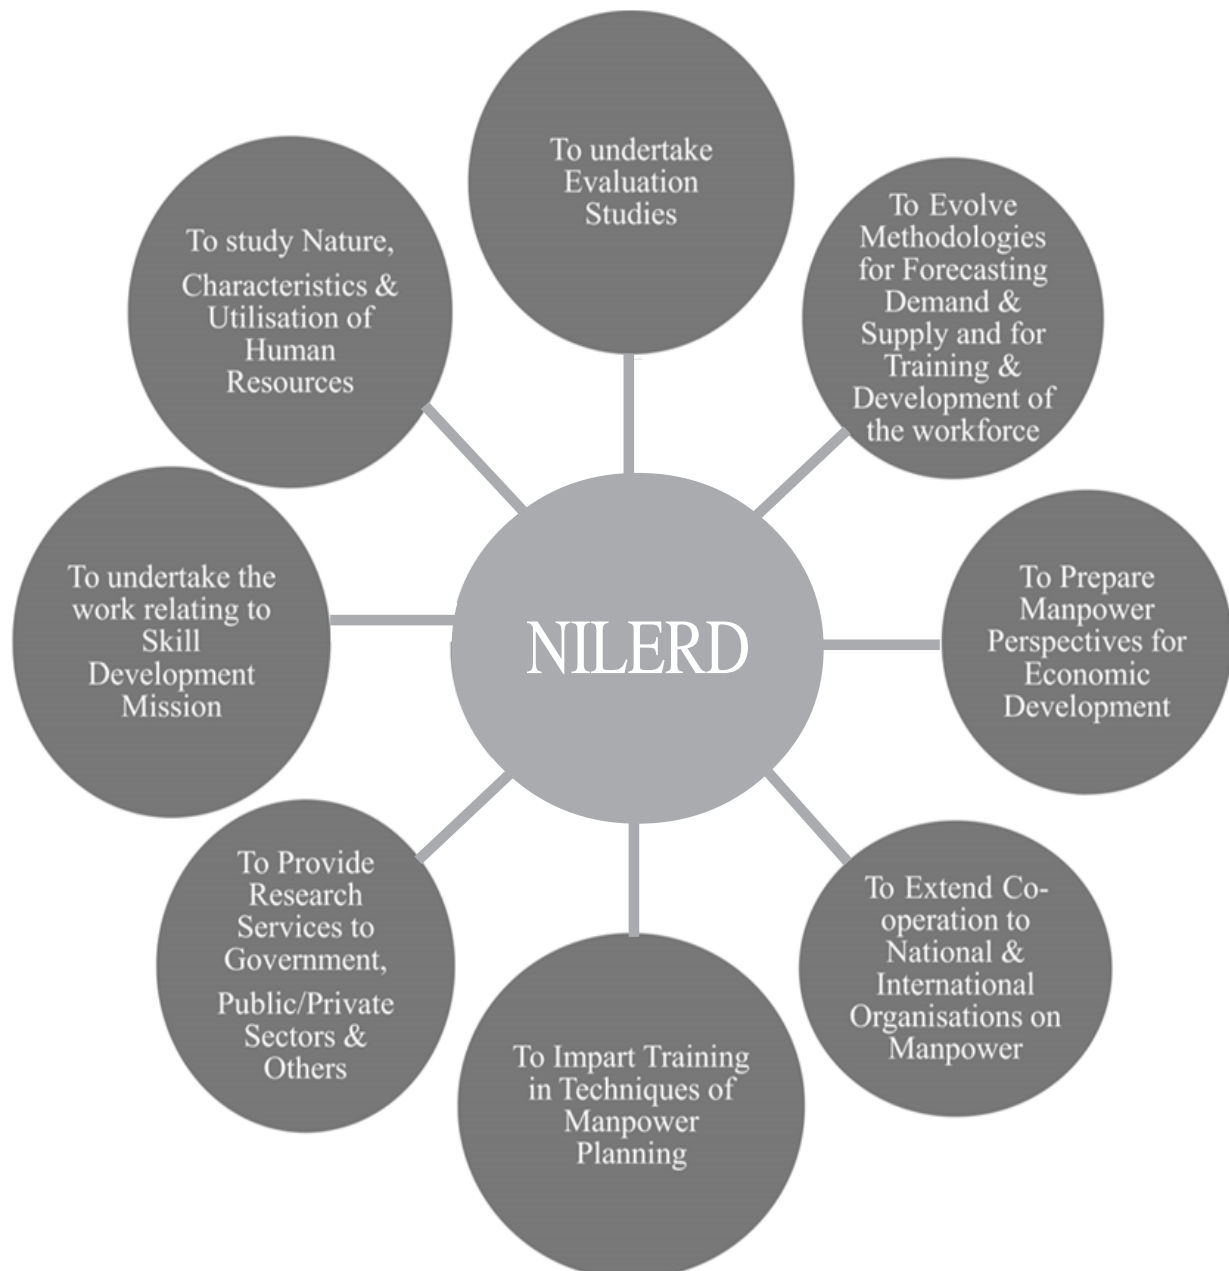 To undertake
Evaluation
Studies
To Evolve
Methodologies
for Forecasting
Demand &
Supply and for
Training &
Development of
the workforce
To Prepare
Manpower
Perspectives for
Economic
Development
To Extend Co-
operation to
National &
International
Organisations on
Manpower
To Impart Training
in Techniques of
Manpower
Planning
To Provide
Research
Services to
Government,
Public/Private
Sectors &
Others
To undertake the
work relating to
Skill
Development
Mission
To study Nature,
Characteristics &
Utilisation of
Human
Resources
NILERD